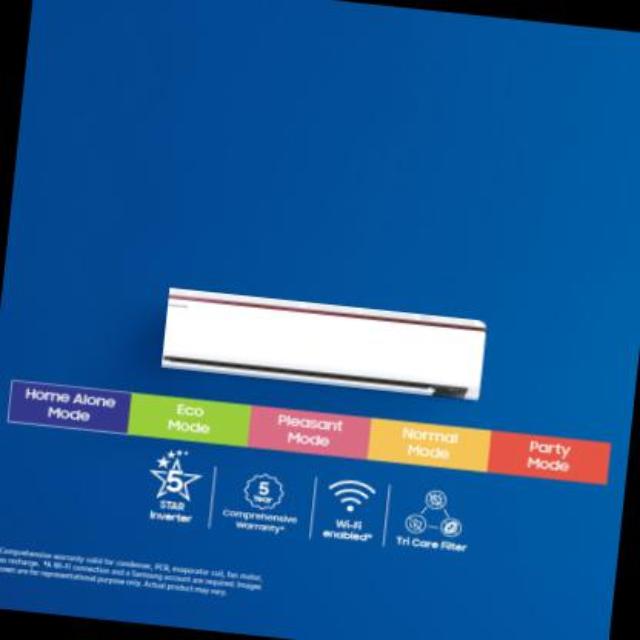 Home Alone
Mode
Eco
Mode
Pleasant
Mode
Normal
Mode
Party
Mode
5
STAR
Inverter
5
YEAR
Comprehensive
Warranty*
Wi-Fi
enabled*
Tri Care Filter
Comprehensive warranty valid for condenser, PCB, evaporator coil, fan motor,
recharge. *A Wi-Fi connection and a Samsung account are required. Images
are for representational purpose only. Actual product may vary.